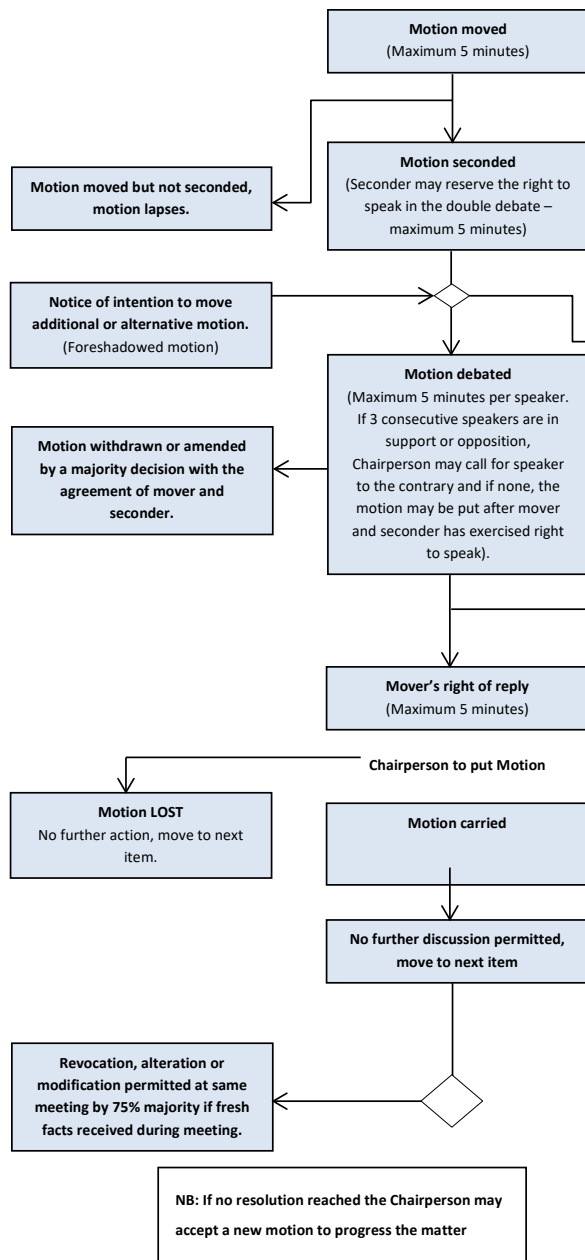 Motion moved
(Maximum 5 minutes)
Motion seconded
(Seconder may reserve the right to
speak in the double debate –
maximum 5 minutes)
Motion moved but not seconded,
motion lapses.
Notice of intention to move
additional or alternative motion.
(Foreshadowed motion)
Motion debated
(Maximum 5 minutes per speaker.
If 3 consecutive speakers are in
support or opposition,
Chairperson may call for speaker
to the contrary and if none, the
motion may be put after mover
and seconder has exercised right
to speak).
Motion withdrawn or amended
by a majority decision with the
agreement of mover and
seconder.
Mover’s right of reply
(Maximum 5 minutes)
Chairperson to put Motion
Motion LOST
No further action, move to next
item.
Motion carried
No further discussion permitted,
move to next item
Revocation, alteration or
modification permitted at same
meeting by 75% majority if fresh
facts received during meeting.
NB: If no resolution reached the Chairperson may
accept a new motion to progress the matter